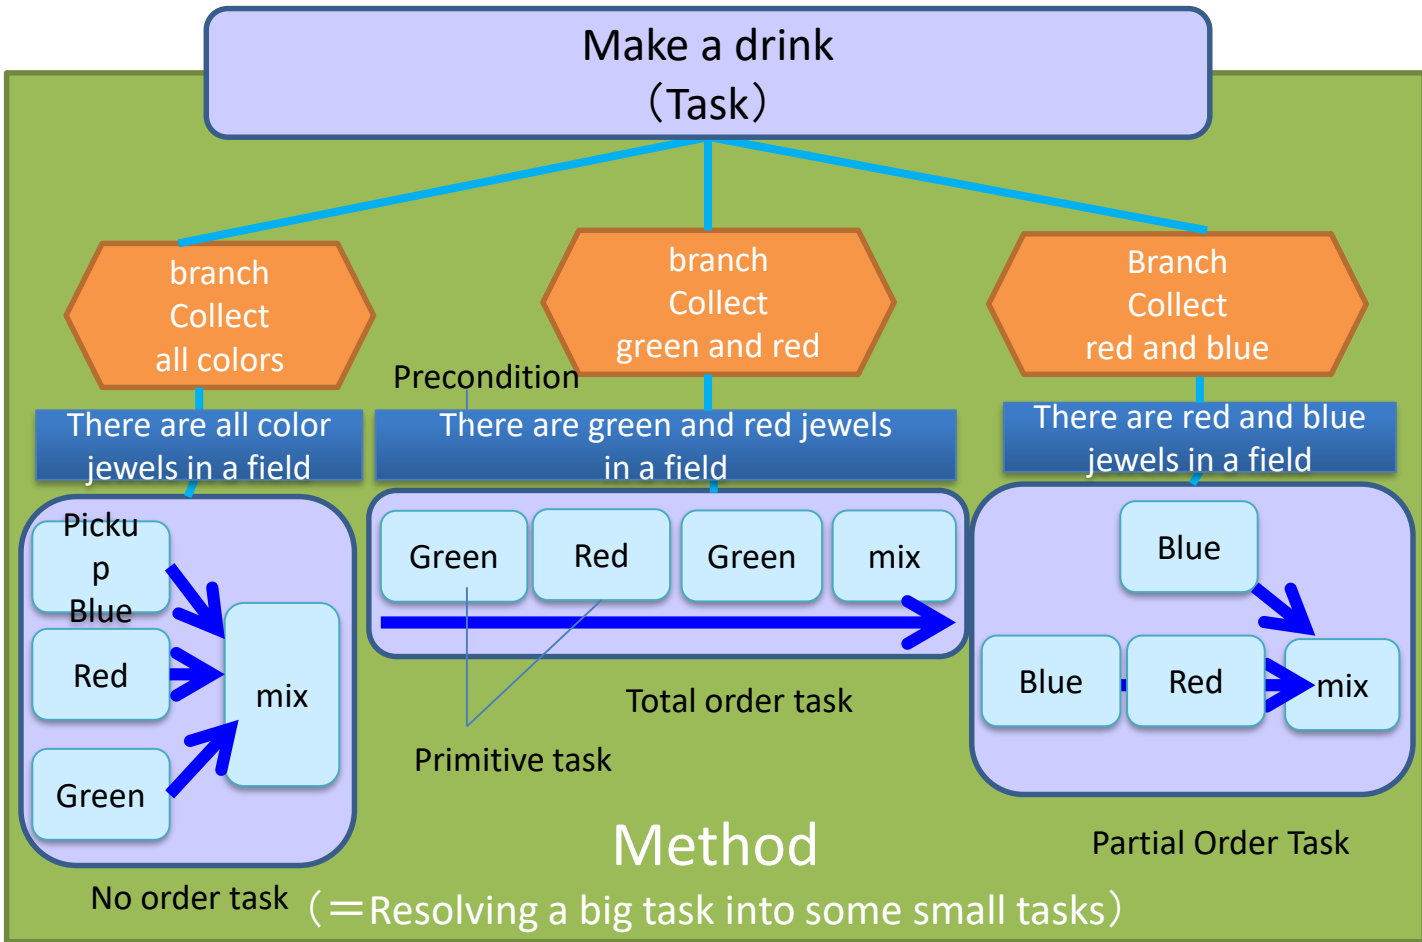 Make a drink
（Task）
branch
Collect
all colors
branch
Collect
green and red
Branch
Collect
red and blue
Precondition
There are all color
jewels in a field
There are green and red jewels
in a field
There are red and blue
jewels in a field
Picku
p
Blue
Red
Green
mix
Green
Red
Green
mix
Blue
Blue
Red
mix
Total order task
Primitive task
Partial Order Task
No order task
Method
（＝Resolving a big task into some small tasks）